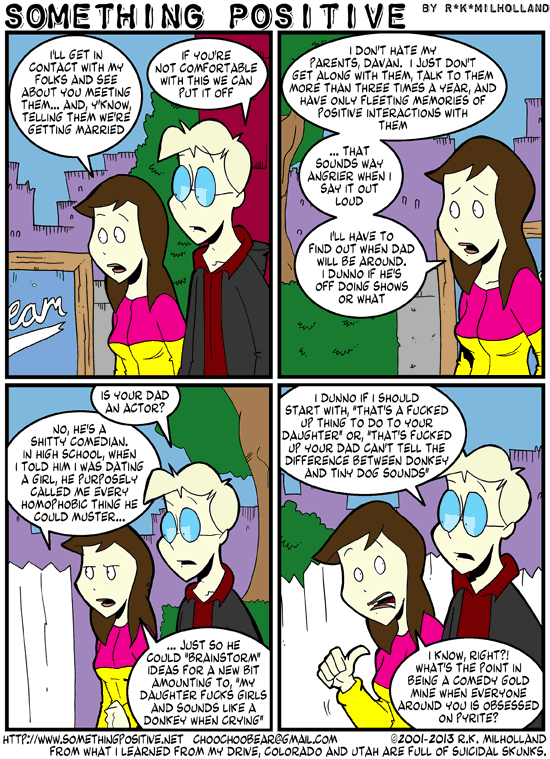 SOMETHING POSITIVE
BY R*K*MILHOLLAND
I'LL GET IN
CONTACT WITH MY
FOLKS AND SEE
ABOUT YOU MEETING
THEM... AND, Y'KNOW,
TELLING THEM WE'RE
GETTING MARRIED
IF YOU'RE
NOT COMFORTABLE
WITH THIS WE CAN
PUT IT OFF
eam
I DON'T HATE MY
PARENTS, DAVAN. I JUST DON'T
GET ALONG WITH THEM, TALK TO THEM
MORE THAN THREE TIMES A YEAR, AND
HAVE ONLY FLEETING MEMORIES OF
POSITIVE INTERACTIONS WITH
THEM
... THAT
SOUNDS WAY
ANGRIER WHEN I
SAY IT OUT
LOUD
I'LL HAVE TO
FIND OUT WHEN DAD
WILL BE AROUND.
I DUNNO IF HE'S
OFF DOING SHOWS
OR WHAT
IS YOUR DAD
AN ACTOR?
NO, HE'S A
SHITTY COMEDIAN.
IN HIGH SCHOOL, WHEN
I TOLD HIM I WAS DATING
A GIRL, HE PURPOSELY
CALLED ME EVERY
HOMOPHOBIC THING HE
COULD MUSTER...
... JUST SO HE
COULD "BRAINSTORM"
IDEAS FOR A NEW BIT
AMOUNTING TO, "MY
DAUGHTER FUCKS GIRLS
AND SOUNDS LIKE A
DONKEY WHEN CRYING"
I DUNNO IF I SHOULD
START WITH, "THAT'S A FUCKED
UP THING TO DO TO YOUR
DAUGHTER" OR, "THAT'S FUCKED
UP YOUR DAD CAN'T TELL THE
DIFFERENCE BETWEEN DONKEY
AND TINY DOG SOUNDS"
I KNOW, RIGHT?!
WHAT'S THE POINT IN
BEING A COMEDY GOLD
MINE WHEN EVERYONE
AROUND YOU IS OBSESSED
ON PYRITE?
HTTP://WWW.SOMETHINGPOSITIVE.NET CHOOCHOOBEAR@GMAIL.COM ©2001-2013 R.K. MILHOLLAND
FROM WHAT I LEARNED FROM MY DRIVE, COLORADO AND UTAH ARE FULL OF SUICIDAL SKUNKS.